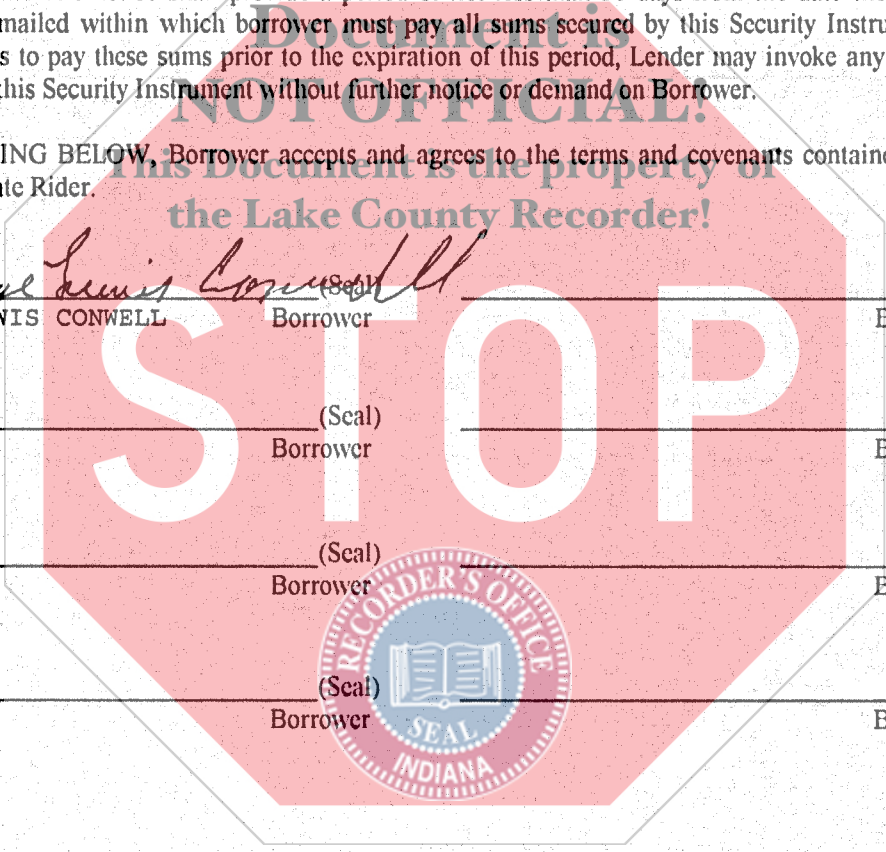 mailed within which borrower must pay all sums secured by this Security Instru
s to pay these sums prior to the expiration of this period, Lender may invoke any
this Security Instrument without further notice or demand on Borrower.
ING BELOW, Borrower accepts and agrees to the terms and covenants containe
te Rider.
Document is
NOT OFFICIAL!
This Document is the property of
the Lake County Recorder!
STOP
Lewis Conwell
(Seal)
NIS CONWELL Borrower B
(Seal)
Borrower B
(Seal)
Borrower B
(Seal)
Borrower B
RECORDER'S OFFICE
SEAL
INDIANA